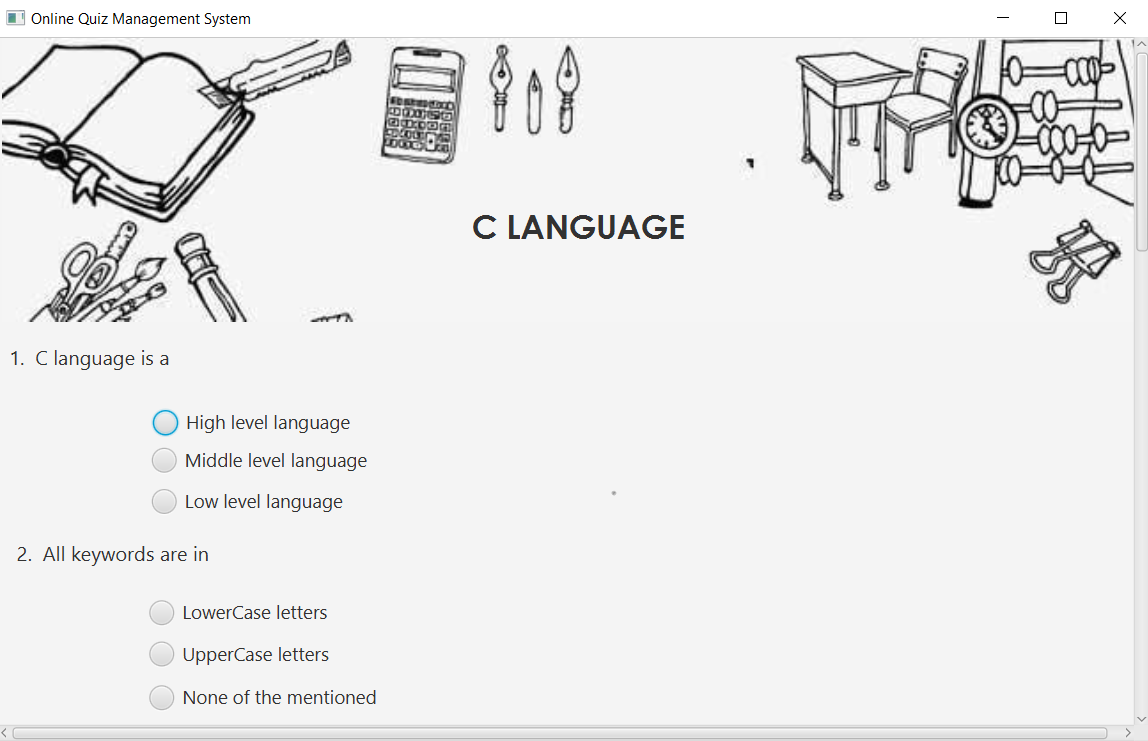 Online Quiz Management System
C LANGUAGE
1. C language is a
High level language
Middle level language
Low level language
2. All keywords are in
LowerCase letters
UpperCase letters
None of the mentioned